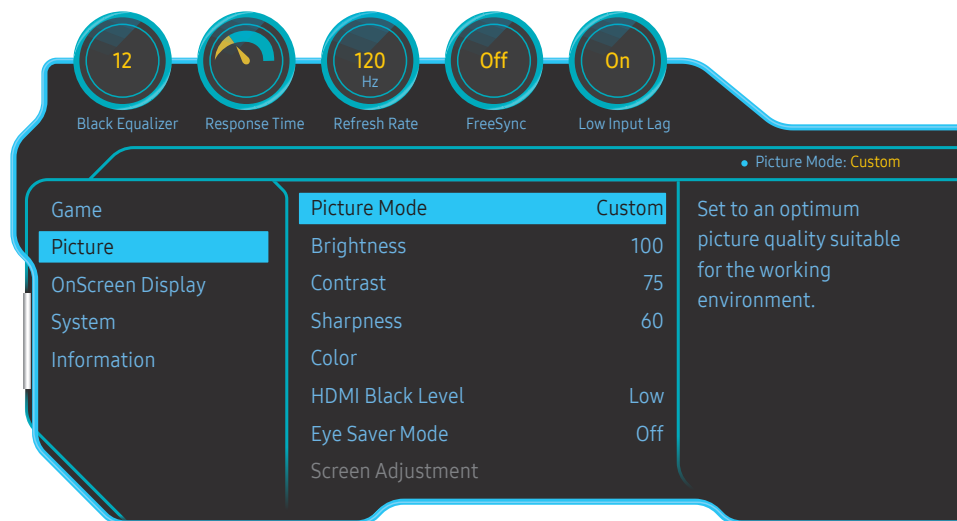 12
120
Hz
Off
On
Black Equalizer
Response Time
Refresh Rate
FreeSync
Low Input Lag
• Picture Mode: Custom
Game
Picture
OnScreen Display
System
Information
Picture Mode Custom
Brightness 100
Contrast 75
Sharpness 60
Color
HDMI Black Level Low
Eye Saver Mode Off
Screen Adjustment
Set to an optimum
picture quality suitable
for the working
environment.